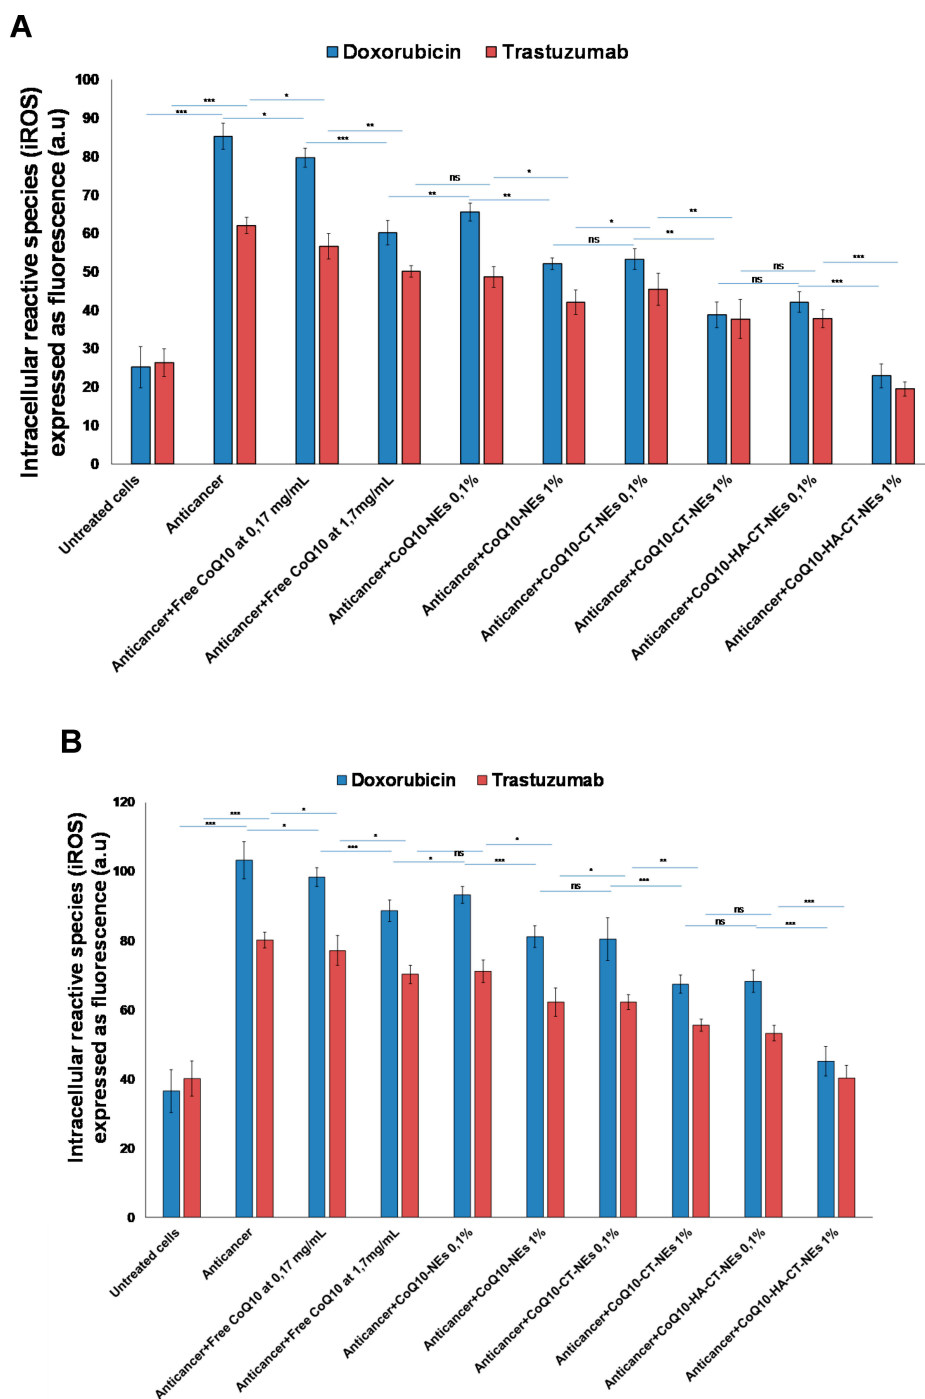 A
Doxorubicin Trastuzumab
Intracellular reactive species (iROS)
expressed as fluorescence (a.u)
100
90
80
70
60
50
40
30
20
10
0
*** *** * * *** ** ** ns ** * ns * ** ** ns ns *** ***
Untreated cells
Anticancer
Anticancer+Free CoQ10 at 0,17 mg/mL
Anticancer+Free CoQ10 at 1,7mg/mL
Anticancer+CoQ10-NEs 0,1%
Anticancer+CoQ10-NEs 1%
Anticancer+CoQ10-CT-NEs 0,1%
Anticancer+CoQ10-CT-NEs 1%
Anticancer+CoQ10-HA-CT-NEs 0,1%
Anticancer+CoQ10-HA-CT-NEs 1%
B
Doxorubicin Trastuzumab
Intracellular reactive species (iROS)
expressed as fluorescence (a.u)
120
100
80
60
40
20
0
*** *** * * *** * * ns *** * ns * *** ** ns ns *** ***
Untreated cells
Anticancer
Anticancer+Free CoQ10 at 0,17 mg/mL
Anticancer+Free CoQ10 at 1,7mg/mL
Anticancer+CoQ10-NEs 0,1%
Anticancer+CoQ10-NEs 1%
Anticancer+CoQ10-CT-NEs 0,1%
Anticancer+CoQ10-CT-NEs 1%
Anticancer+CoQ10-HA-CT-NEs 0,1%
Anticancer+CoQ10-HA-CT-NEs 1%